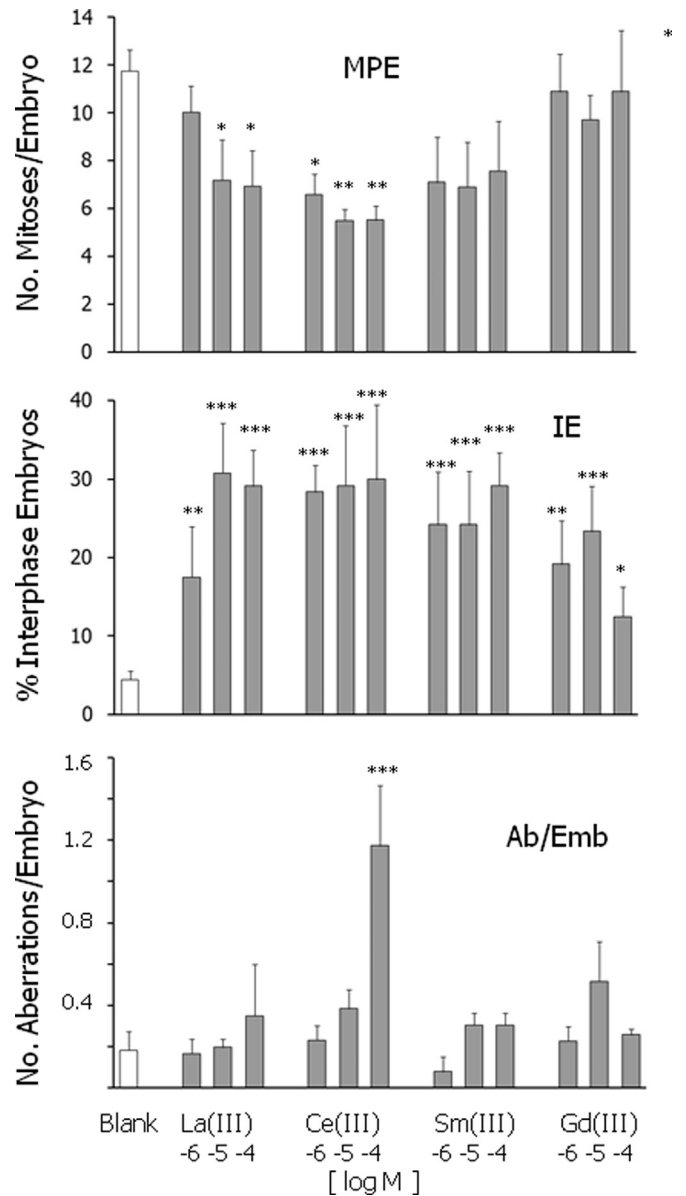 14
12
10
8
6
4
2
0
No. Mitoses/Embryo
MPE
*
* *
* ** **
40
30
20
10
0
% Interphase Embryos
IE
** *** ***
*** *** ***
*** *** ***
** *** *
1.6
1.2
0.8
0.4
No. Aberrations/Embryo
Ab/Emb
***
Blank La(III) Ce(III) Sm(III) Gd(III)
-6 -5 -4 -6 -5 -4 -6 -5 -4 -6 -5 -4
[ log M ]